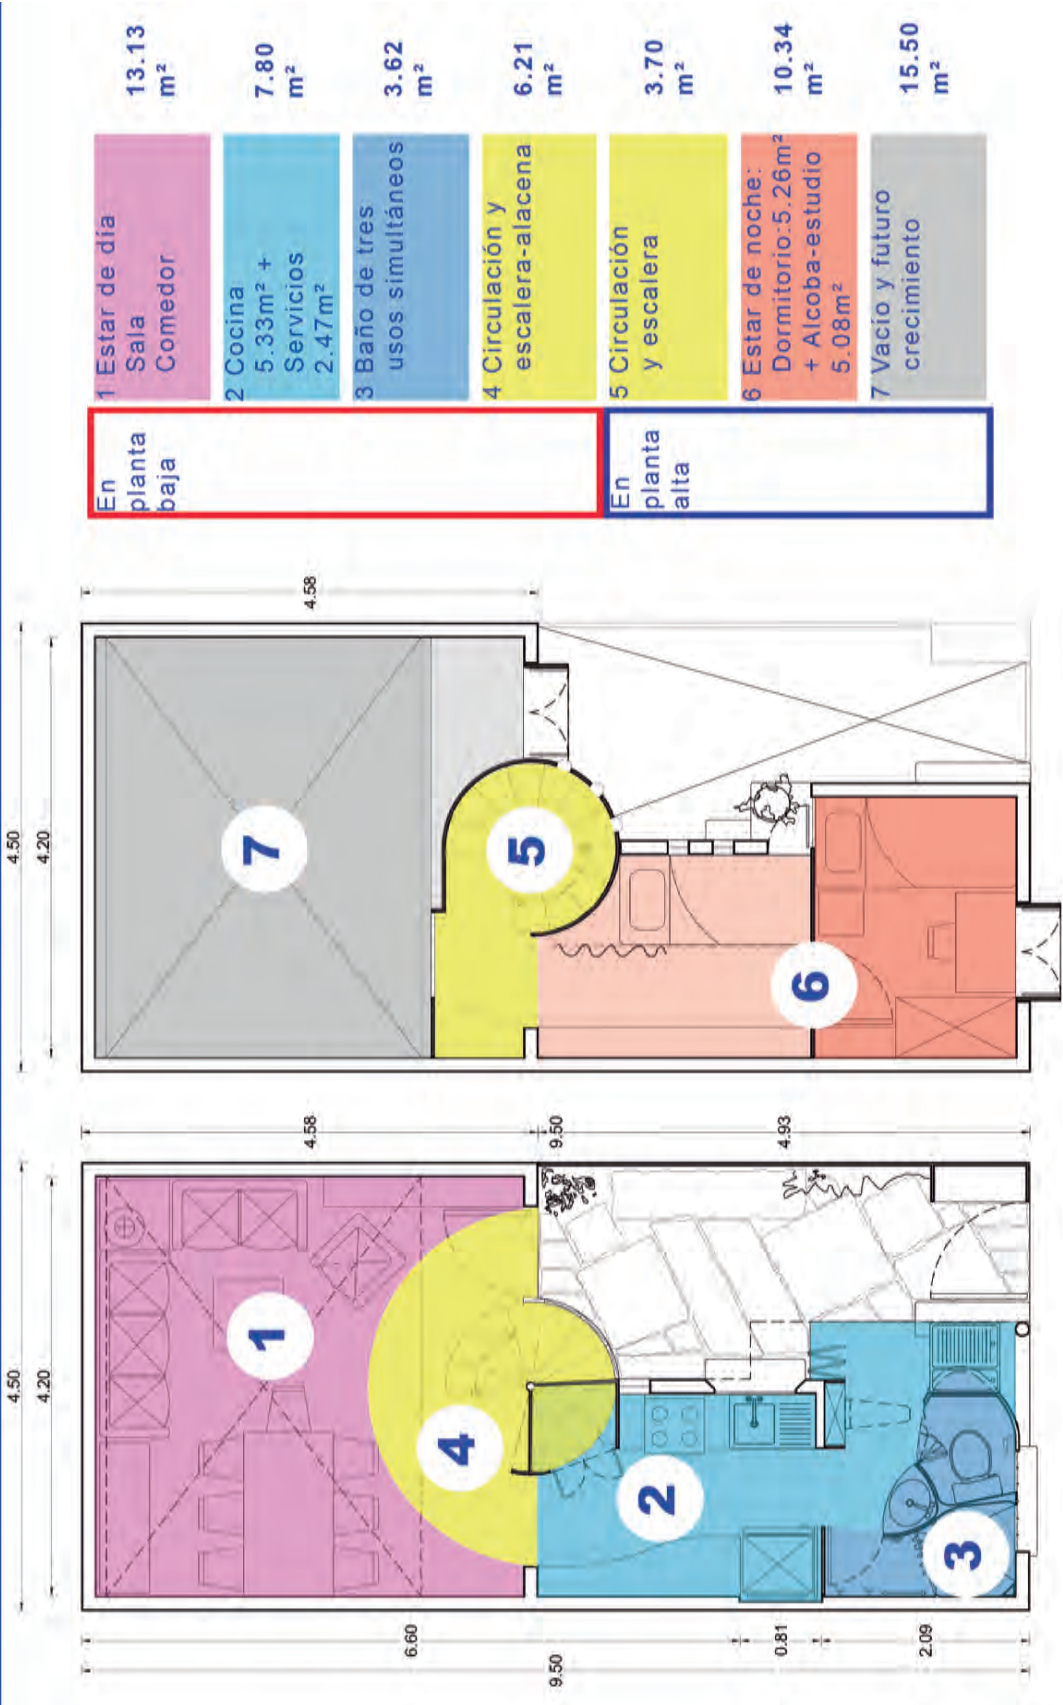 En
planta
baja
1 Estar de día
Sala
Comedor
13.13
m²
2 Cocina
5.33m² +
Servicios
2.47m²
7.80
m²
3 Baño de tres
usos simultáneos
3.62
m²
4 Circulación y
escalera-alacena
6.21
m²
En
planta
alta
5 Circulación
y escalera
3.70
m²
6 Estar de noche:
Dormitorio:5.26m²
+ Alcoba-estudio
5.08m²
10.34
m²
7 Vacío y futuro
crecimiento
15.50
m²
4.50
4.20
4.58
7
5
6
4.50
4.20
4.58
9.50
4.93
1
4
2
3
6.60
0.81
2.09
9.50